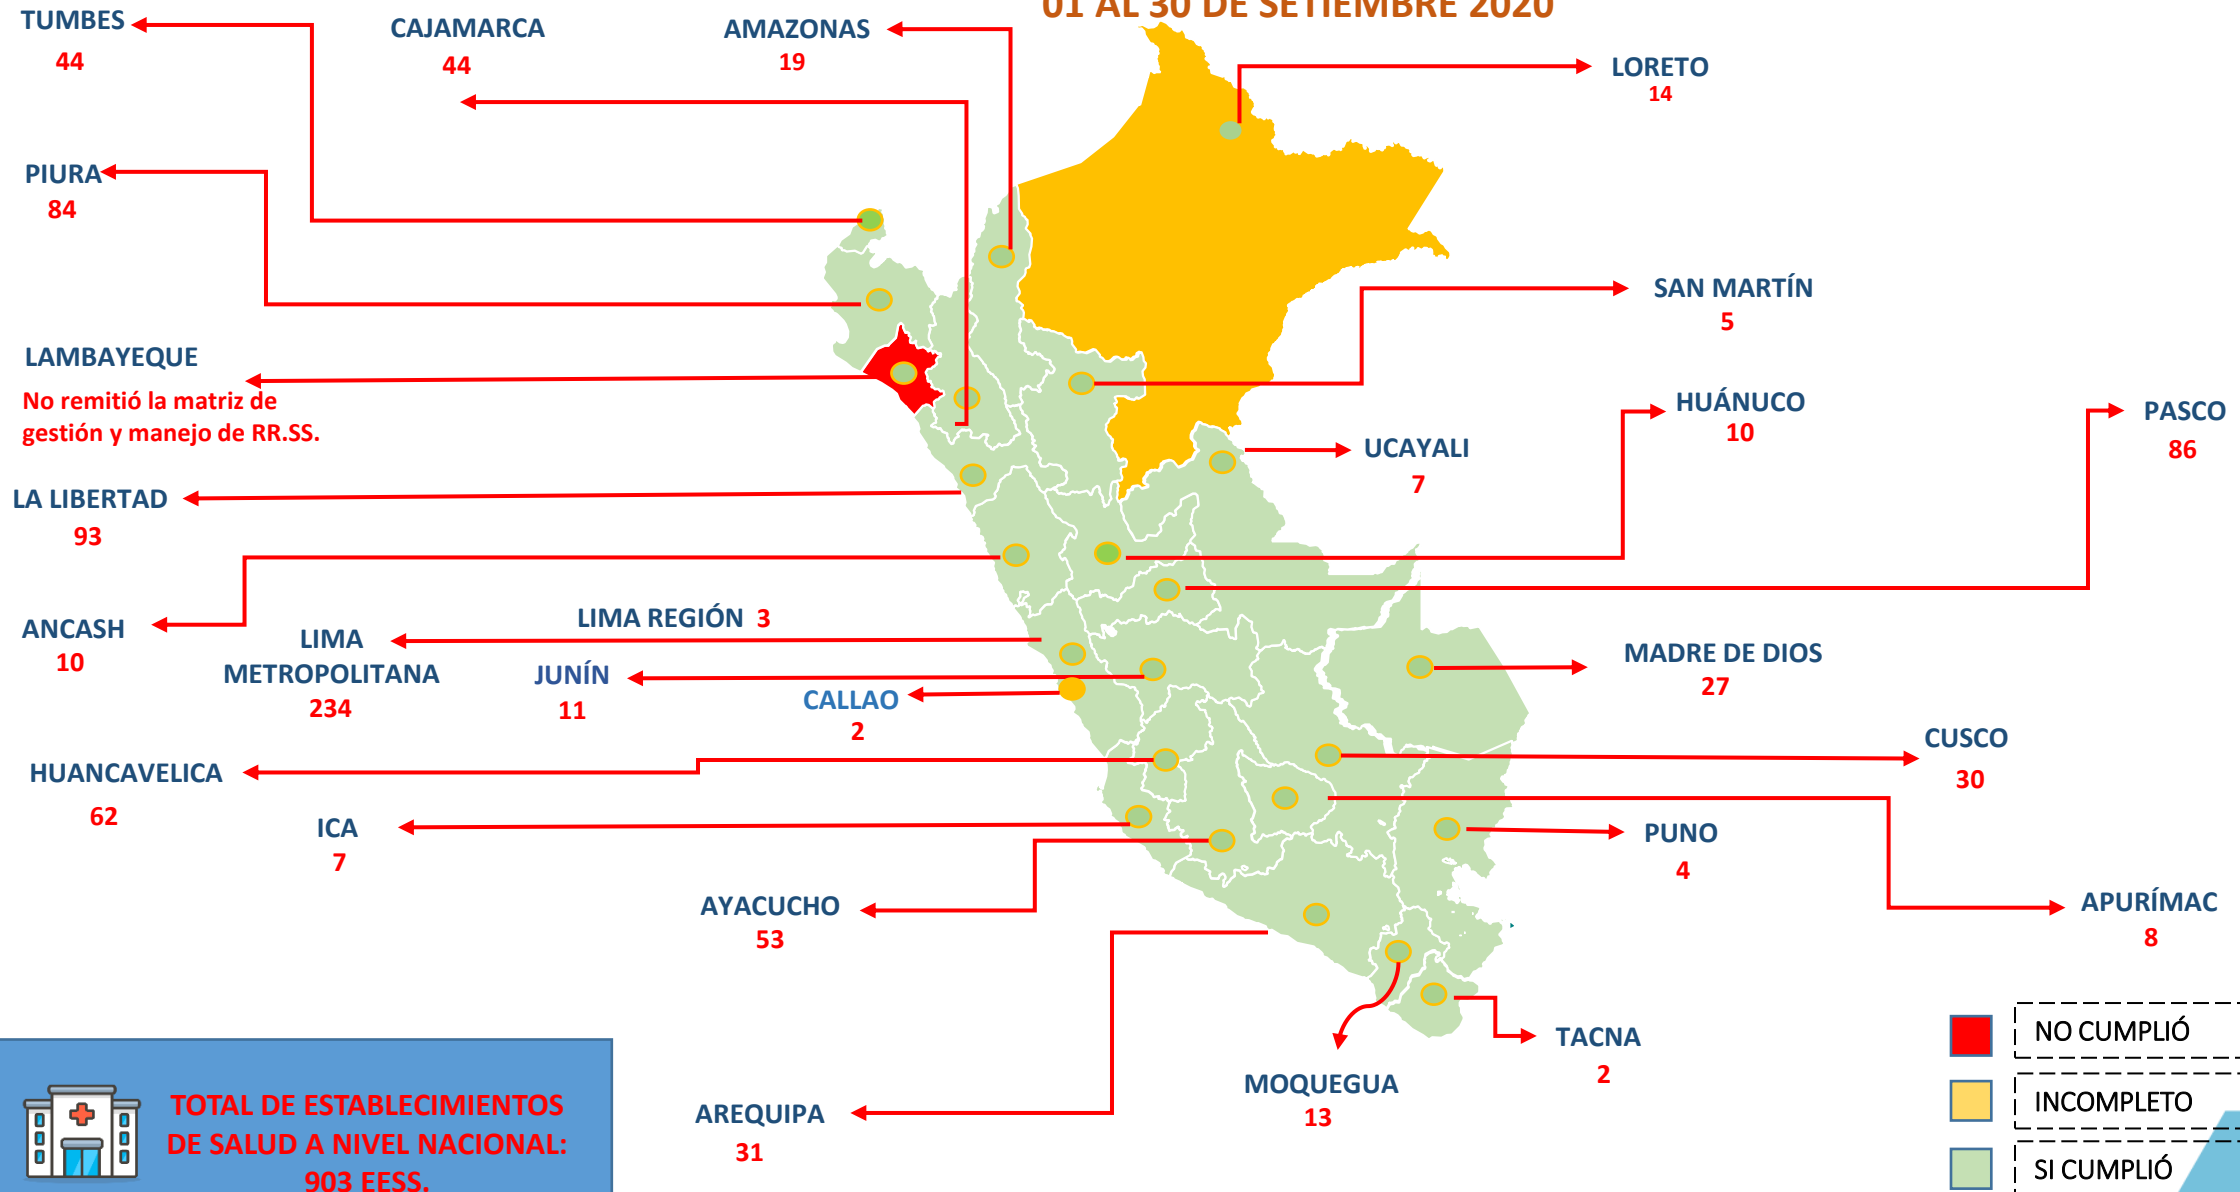 01 AL 30 DE SETIEMBRE 2020
TUMBES
44
CAJAMARCA
44
AMAZONAS
19
LORETO
14
PIURA
84
SAN MARTÍN
5
LAMBAYEQUE
No remitió la matriz de
gestión y manejo de RR.SS.
HUÁNUCO
10
PASCO
86
UCAYALI
7
LA LIBERTAD
93
ANCASH
10
LIMA REGIÓN 3
LIMA
METROPOLITANA
234
JUNÍN
11
CALLAO
2
MADRE DE DIOS
27
CUSCO
30
HUANCAVELICA
62
ICA
7
PUNO
4
AYACUCHO
53
APURÍMAC
8
TACNA
2
MOQUEGUA
13
AREQUIPA
31
TOTAL DE ESTABLECIMIENTOS
DE SALUD A NIVEL NACIONAL:
903 EESS.
NO CUMPLIÓ
INCOMPLETO
SI CUMPLIÓ